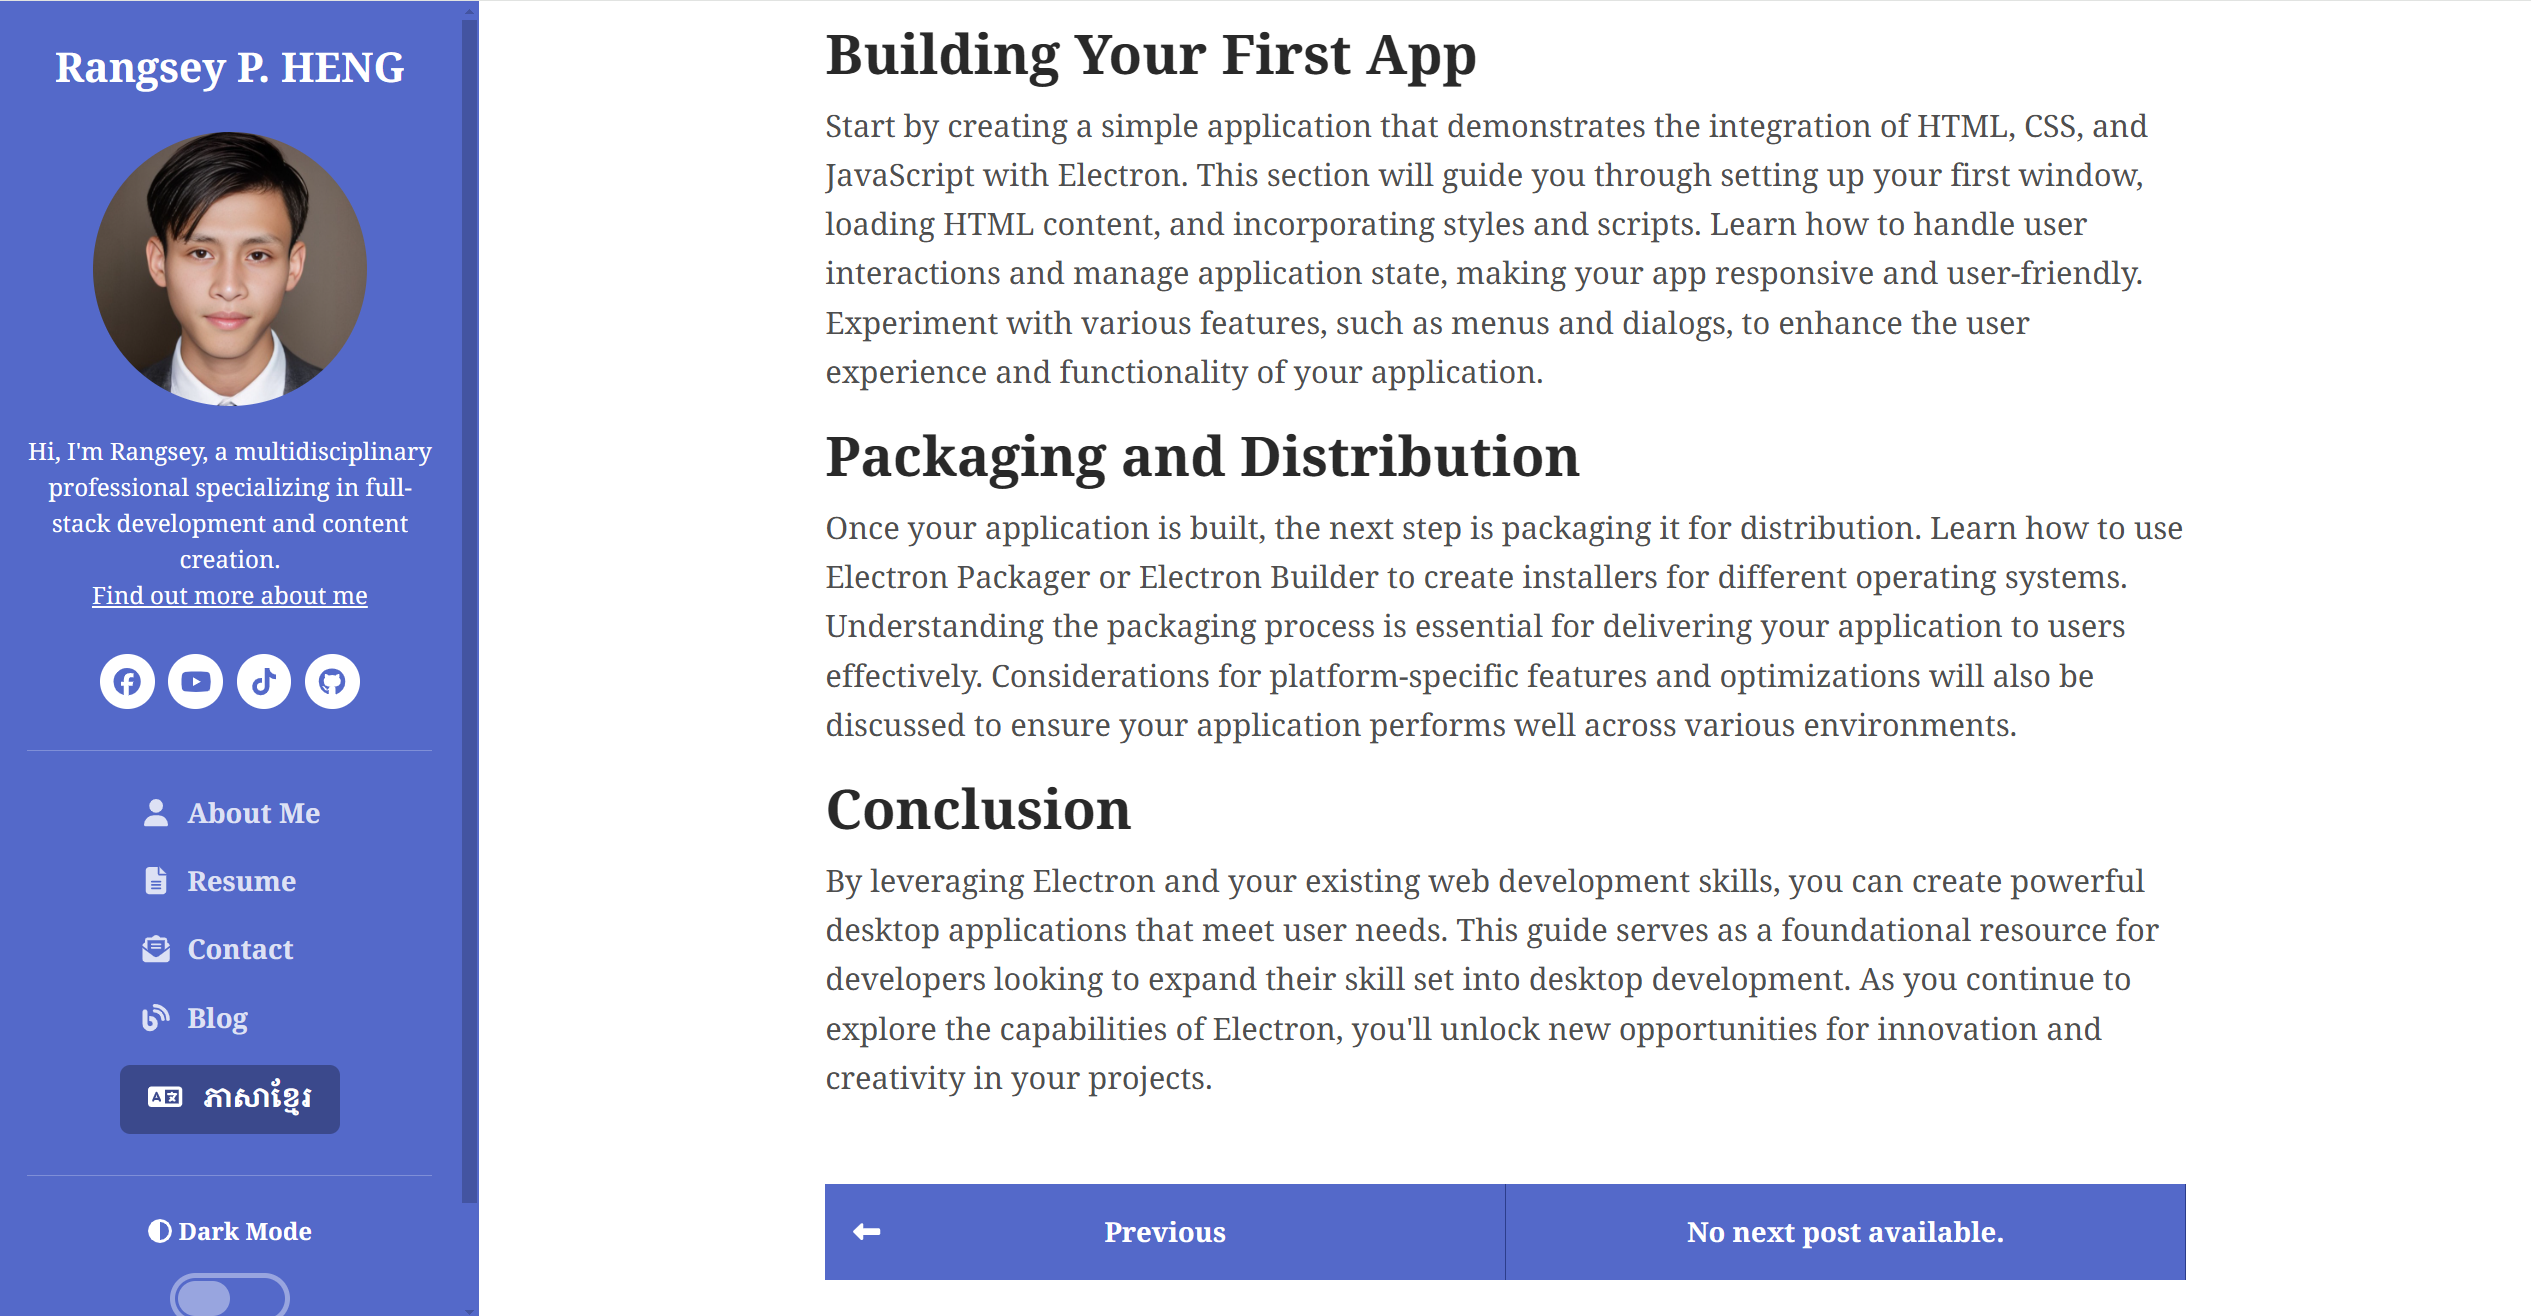 Rangsey P. HENG
Hi, I'm Rangsey, a multidisciplinary
professional specializing in full-
stack development and content
creation.
Find out more about me
About Me
Resume
Contact
Blog
ភាសាខ្មែរ
Dark Mode
Building Your First App
Start by creating a simple application that demonstrates the integration of HTML, CSS, and
JavaScript with Electron. This section will guide you through setting up your first window,
loading HTML content, and incorporating styles and scripts. Learn how to handle user
interactions and manage application state, making your app responsive and user-friendly.
Experiment with various features, such as menus and dialogs, to enhance the user
experience and functionality of your application.
Packaging and Distribution
Once your application is built, the next step is packaging it for distribution. Learn how to use
Electron Packager or Electron Builder to create installers for different operating systems.
Understanding the packaging process is essential for delivering your application to users
effectively. Considerations for platform-specific features and optimizations will also be
discussed to ensure your application performs well across various environments.
Conclusion
By leveraging Electron and your existing web development skills, you can create powerful
desktop applications that meet user needs. This guide serves as a foundational resource for
developers looking to expand their skill set into desktop development. As you continue to
explore the capabilities of Electron, you'll unlock new opportunities for innovation and
creativity in your projects.
Previous
No next post available.